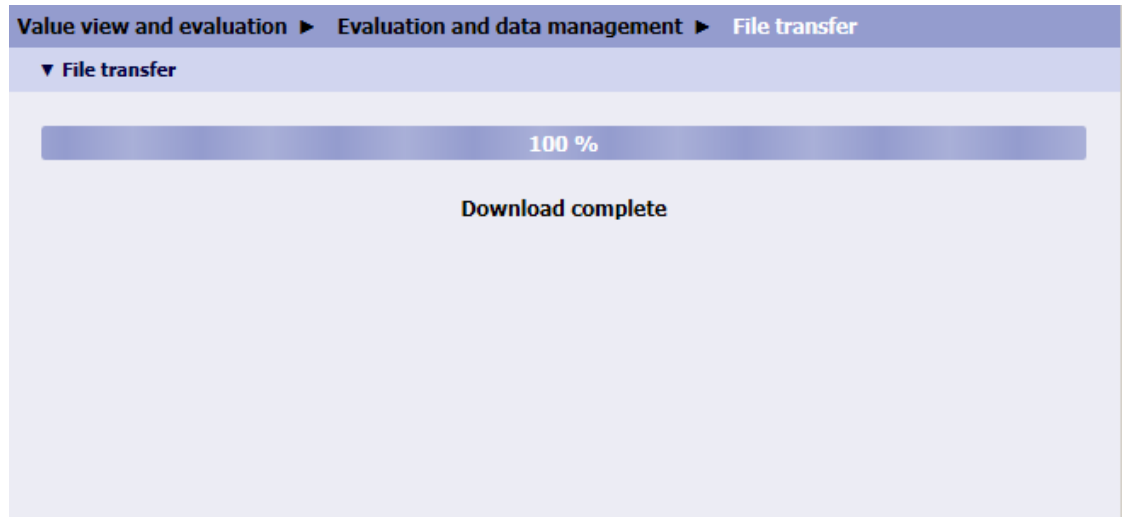 Value view and evaluation ► Evaluation and data management ► File transfer
▼ File transfer
100 %
Download complete